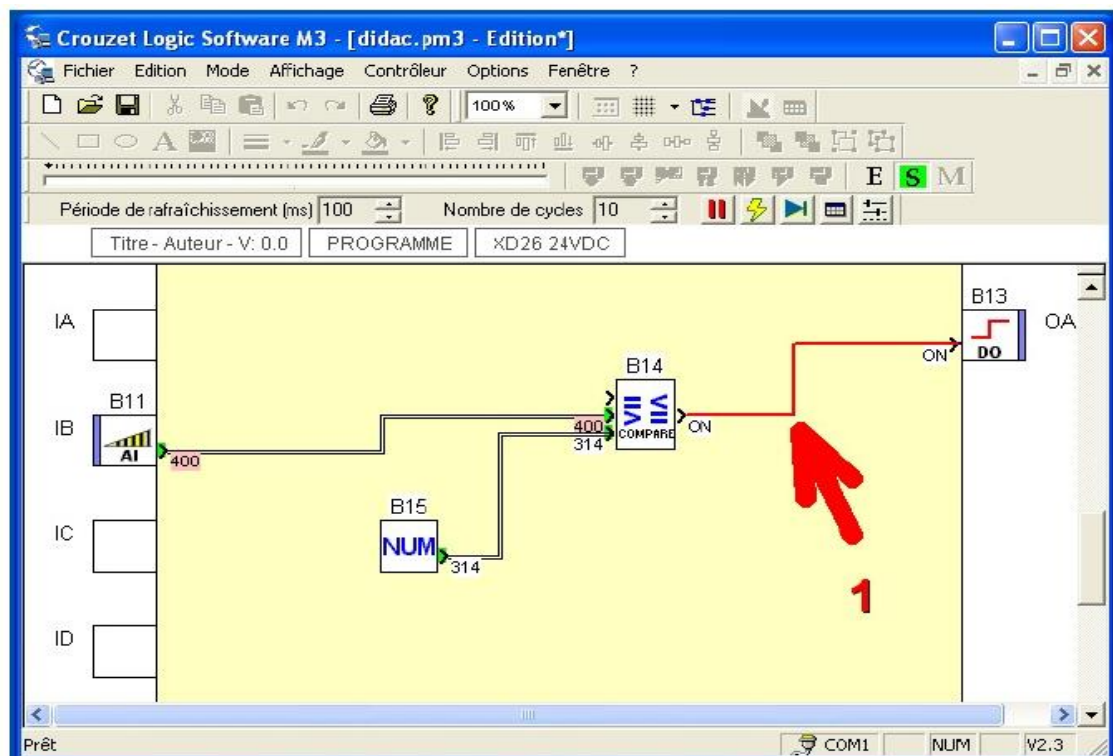 Crouzet Logic Software M3 - [didac.pm3 - Edition*]
Fichier Edition Mode Affichage Contrôleur Options Fenêtre ?
100%
E S M
Période de rafraîchissement (ms) 100 Nombre de cycles 10
Titre - Auteur - V: 0.0 PROGRAMME XD26 24VDC
B13
IA OA
ON DO
B14
B11
IB 400 ON
314 COMPARE
AI 400
B15
IC NUM
314
1
ID
Prêt COM1 NUM V2.3